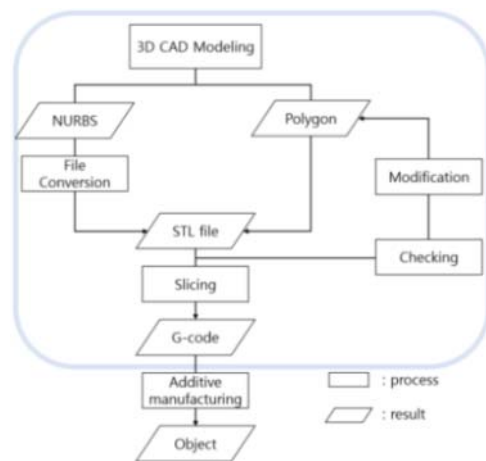 3D CAD Modeling
NURBS
Polygon
File
Conversion
Modification
STL file
Checking
Slicing
G-code
Additive
manufacturing
: process
: result
Object